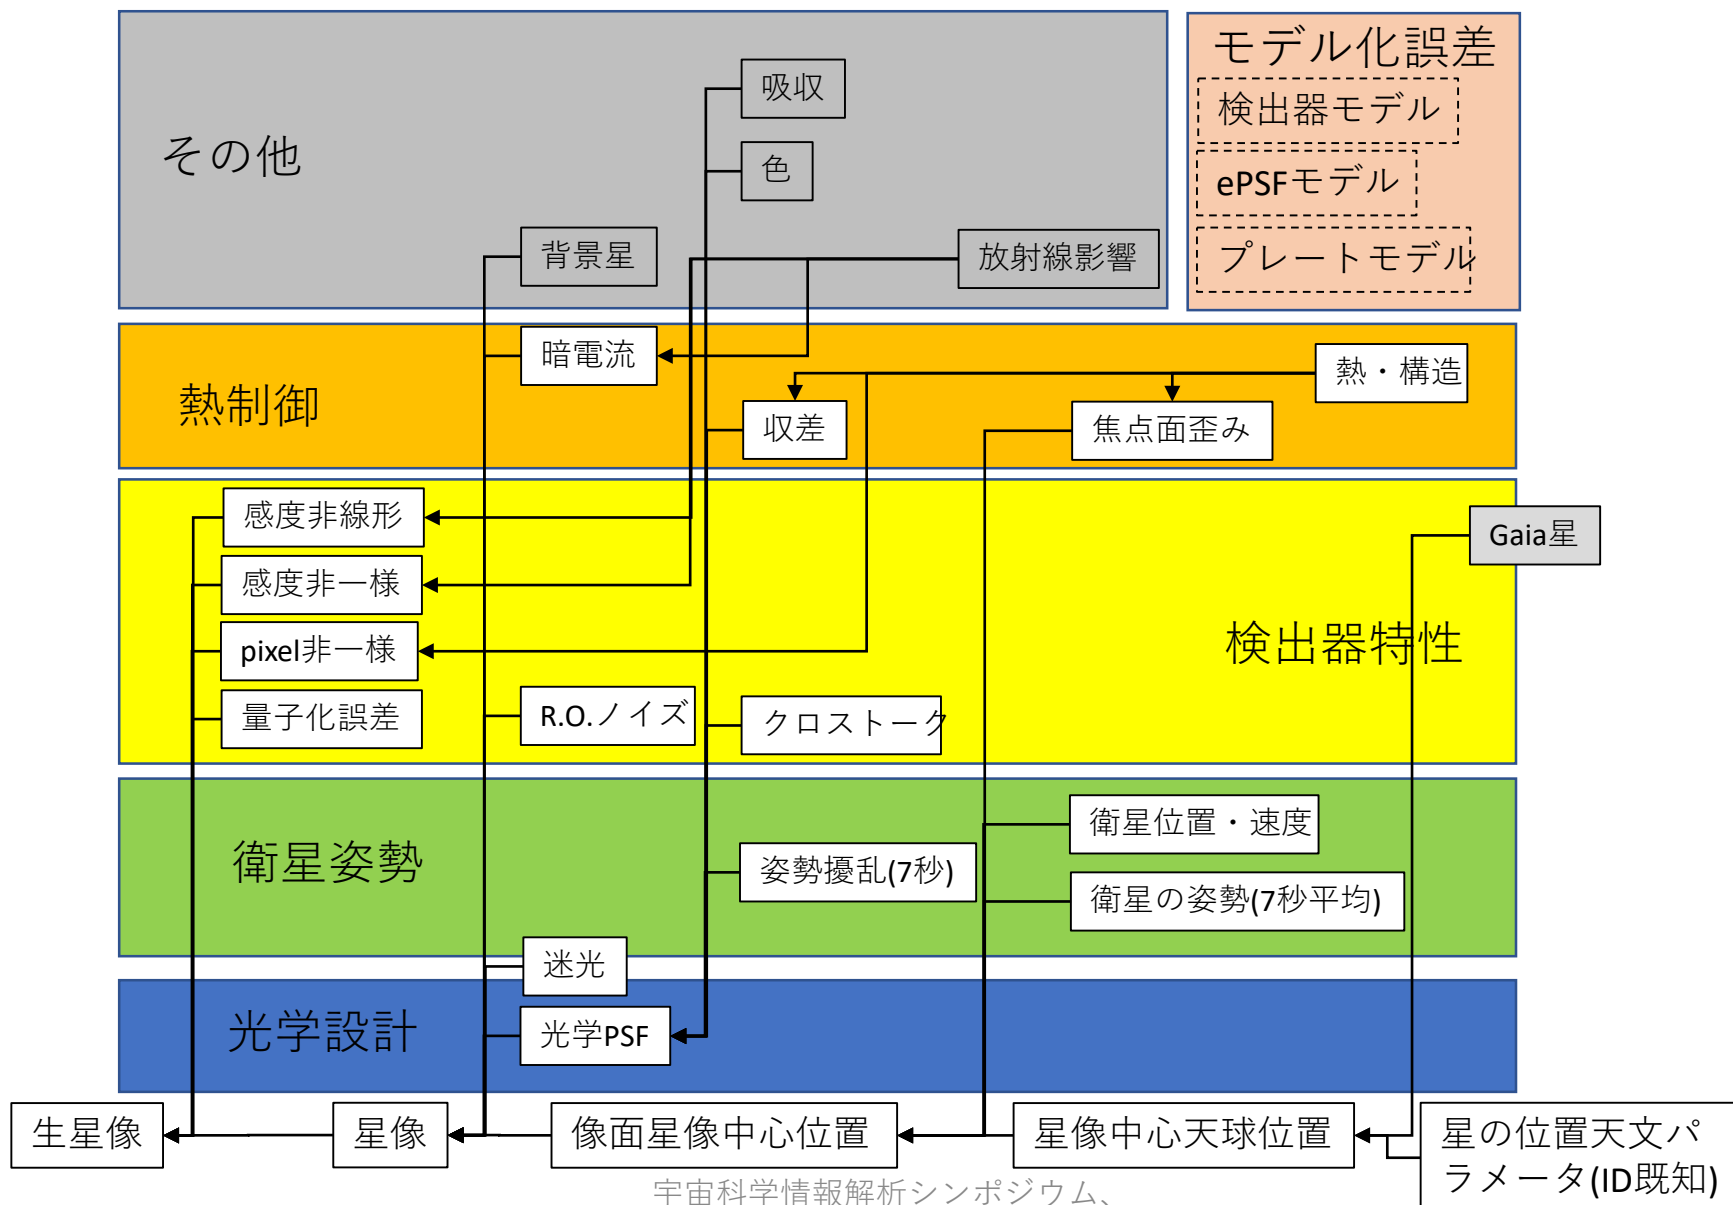 モデル化誤差
検出器モデル
ePSFモデル
プレートモデル
その他
吸収
色
背景星
放射線影響
熱制御
暗電流
熱・構造
収差
焦点面歪み
感度非線形
Gaia星
感度非一様
検出器特性
pixel非一様
量子化誤差
R.O.ノイズ
クロストーク
衛星姿勢
衛星位置・速度
姿勢擾乱(7秒)
衛星の姿勢(7秒平均)
迷光
光学設計
光学PSF
生星像
星像
像面星像中心位置
星像中心天球位置
星の位置天文パ
ラメータ(ID既知)
宇宙科学情報解析シンポジウム、